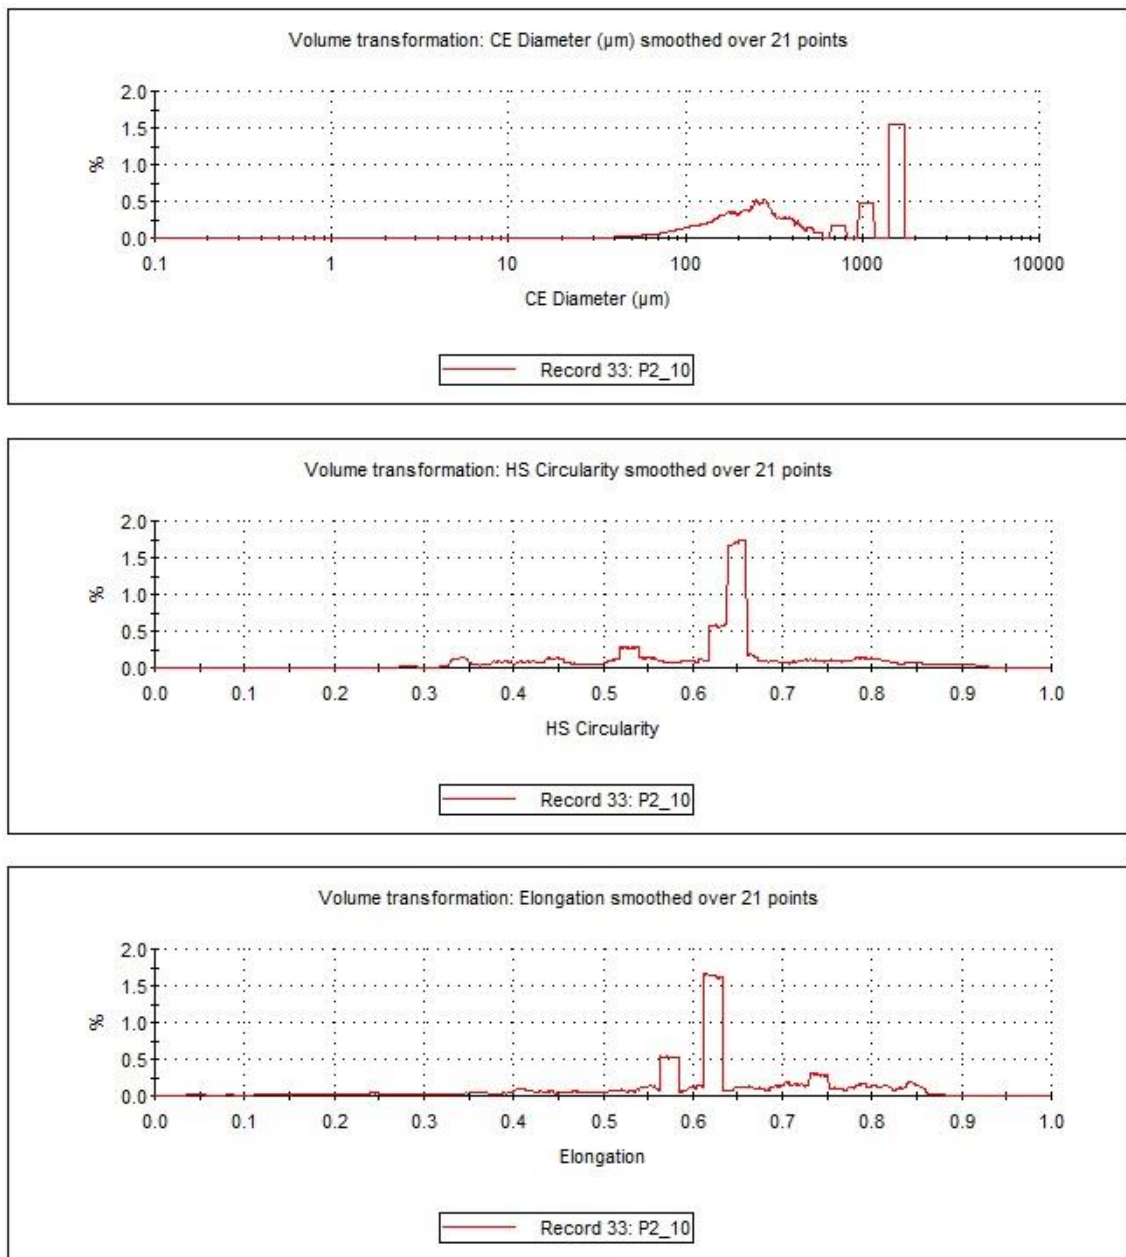 Volume transformation: CE Diameter (µm) smoothed over 21 points
2.0
1.5
1.0
0.5
0.0
%
0.1 1 10 100 1000 10000
CE Diameter (µm)
Record 33: P2_10
Volume transformation: HS Circularity smoothed over 21 points
2.0
1.5
1.0
0.5
0.0
%
0.0 0.1 0.2 0.3 0.4 0.5 0.6 0.7 0.8 0.9 1.0
HS Circularity
Record 33: P2_10
Volume transformation: Elongation smoothed over 21 points
2.0
1.5
1.0
0.5
0.0
%
0.0 0.1 0.2 0.3 0.4 0.5 0.6 0.7 0.8 0.9 1.0
Elongation
Record 33: P2_10